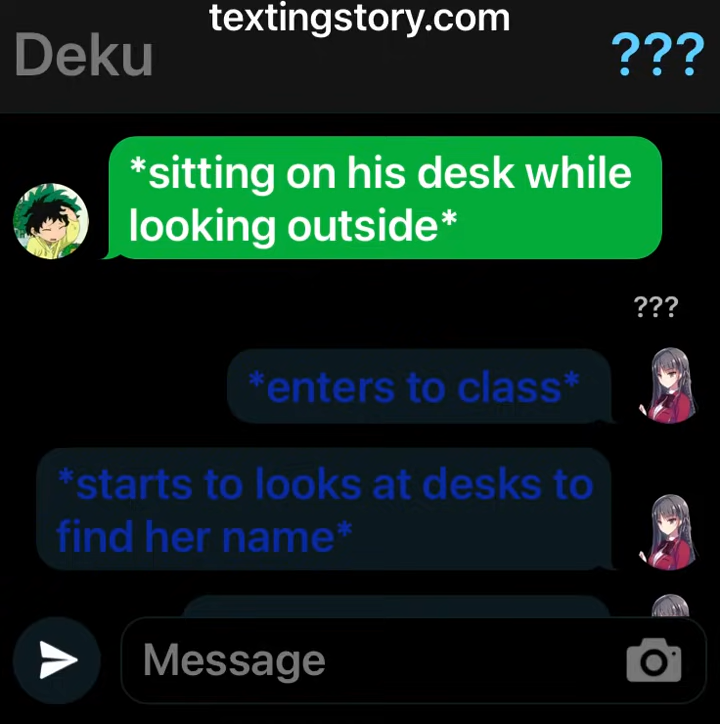 textingstory.com
Deku
???
*sitting on his desk while
looking outside*
???
*enters to class*
*starts to looks at desks to
find her name*
Message